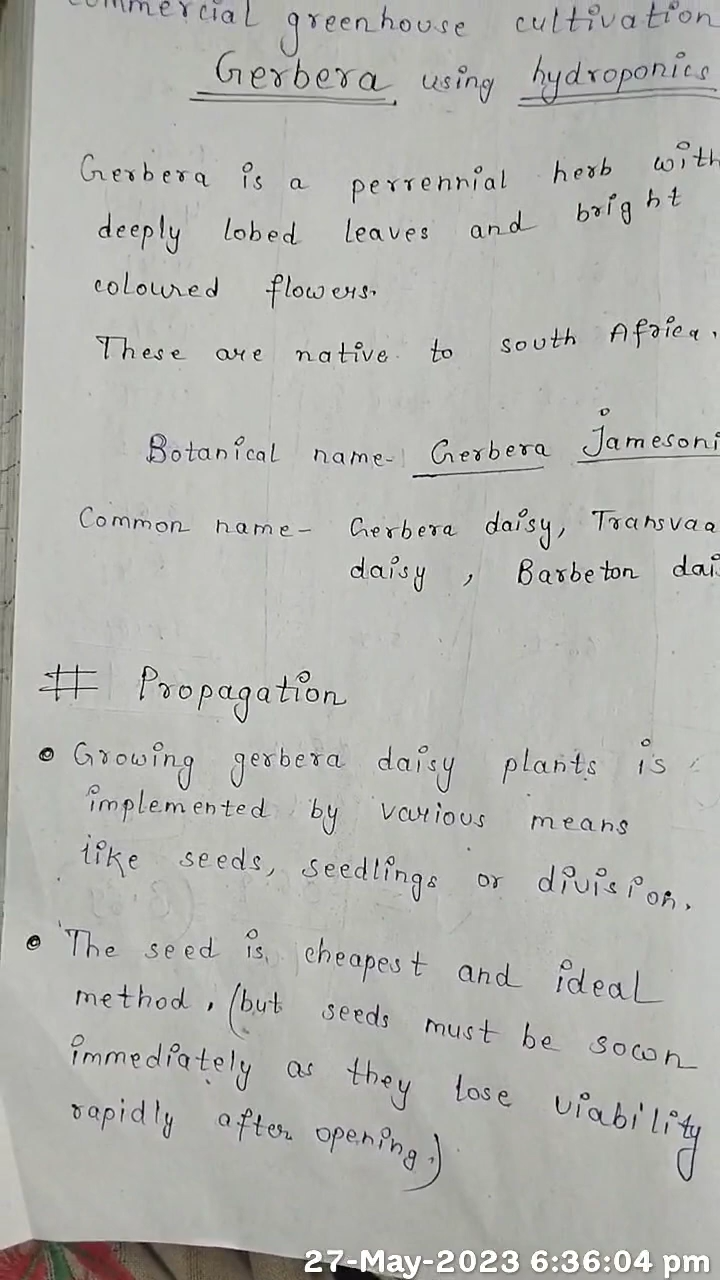 commercial greenhouse cultivation
Gerbera using hydroponics
Gerbera is a perrennial herb with
deeply lobed leaves and bright
coloured flowers.
These are native to south Africa.
Botanical name- Gerbera Jamesoni
Common name- Gerbera daisy, Transvaa
daisy, Barbeton dai
# Propagation
• Growing gerbera daisy plants is
implemented by various means
like seeds, seedlings or division.
• The seed is cheapest and ideal
method, (but seeds must be socon
immediately as they lose viability
rapidly after opening.)
27-May-2023 6:36:04 pm